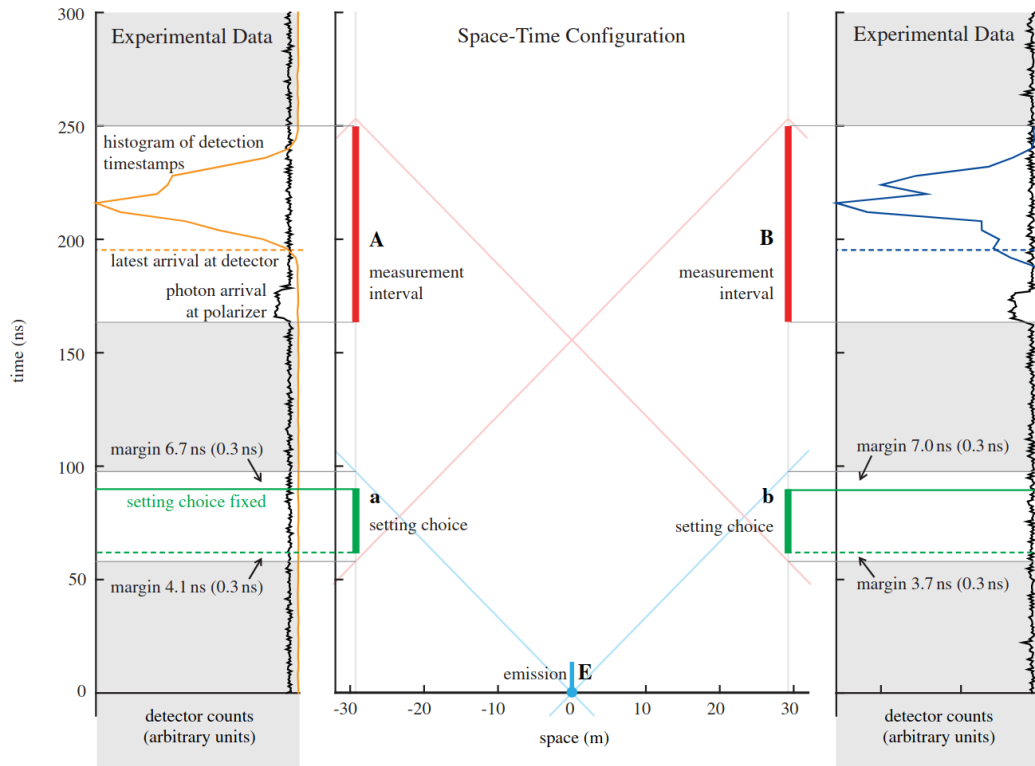 Experimental Data
Space-Time Configuration
Experimental Data
time (ns)
300
250
200
150
100
50
0
histogram of detection
timestamps
latest arrival at detector
photon arrival
at polarizer
margin 6.7 ns (0.3 ns)
setting choice fixed
margin 4.1 ns (0.3 ns)
detector counts
(arbitrary units)
A
measurement
interval
a
setting choice
B
measurement
interval
b
setting choice
emission E
-30
-20
-10
0
10
20
30
space (m)
margin 7.0 ns (0.3 ns)
margin 3.7 ns (0.3 ns)
detector counts
(arbitrary units)